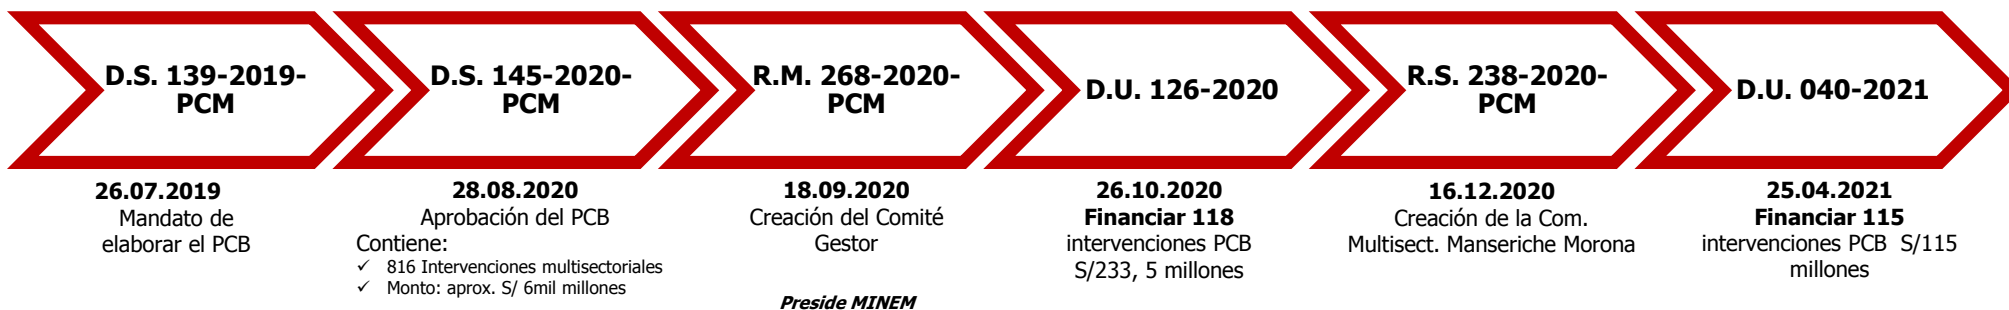 D.S. 139-2019-
PCM
26.07.2019
Mandato de
elaborar el PCB
D.S. 145-2020-
PCM
28.08.2020
Aprobación del PCB
Contiene:
✓ 816 Intervenciones multisectoriales
✓ Monto: aprox. S/ 6mil millones
R.M. 268-2020-
PCM
18.09.2020
Creación del Comité
Gestor
Preside MINEM
D.U. 126-2020
26.10.2020
Financiar 118
intervenciones PCB
S/233, 5 millones
R.S. 238-2020-
PCM
16.12.2020
Creación de la Com.
Multisect. Manseriche Morona
D.U. 040-2021
25.04.2021
Financiar 115
intervenciones PCB S/115
millones